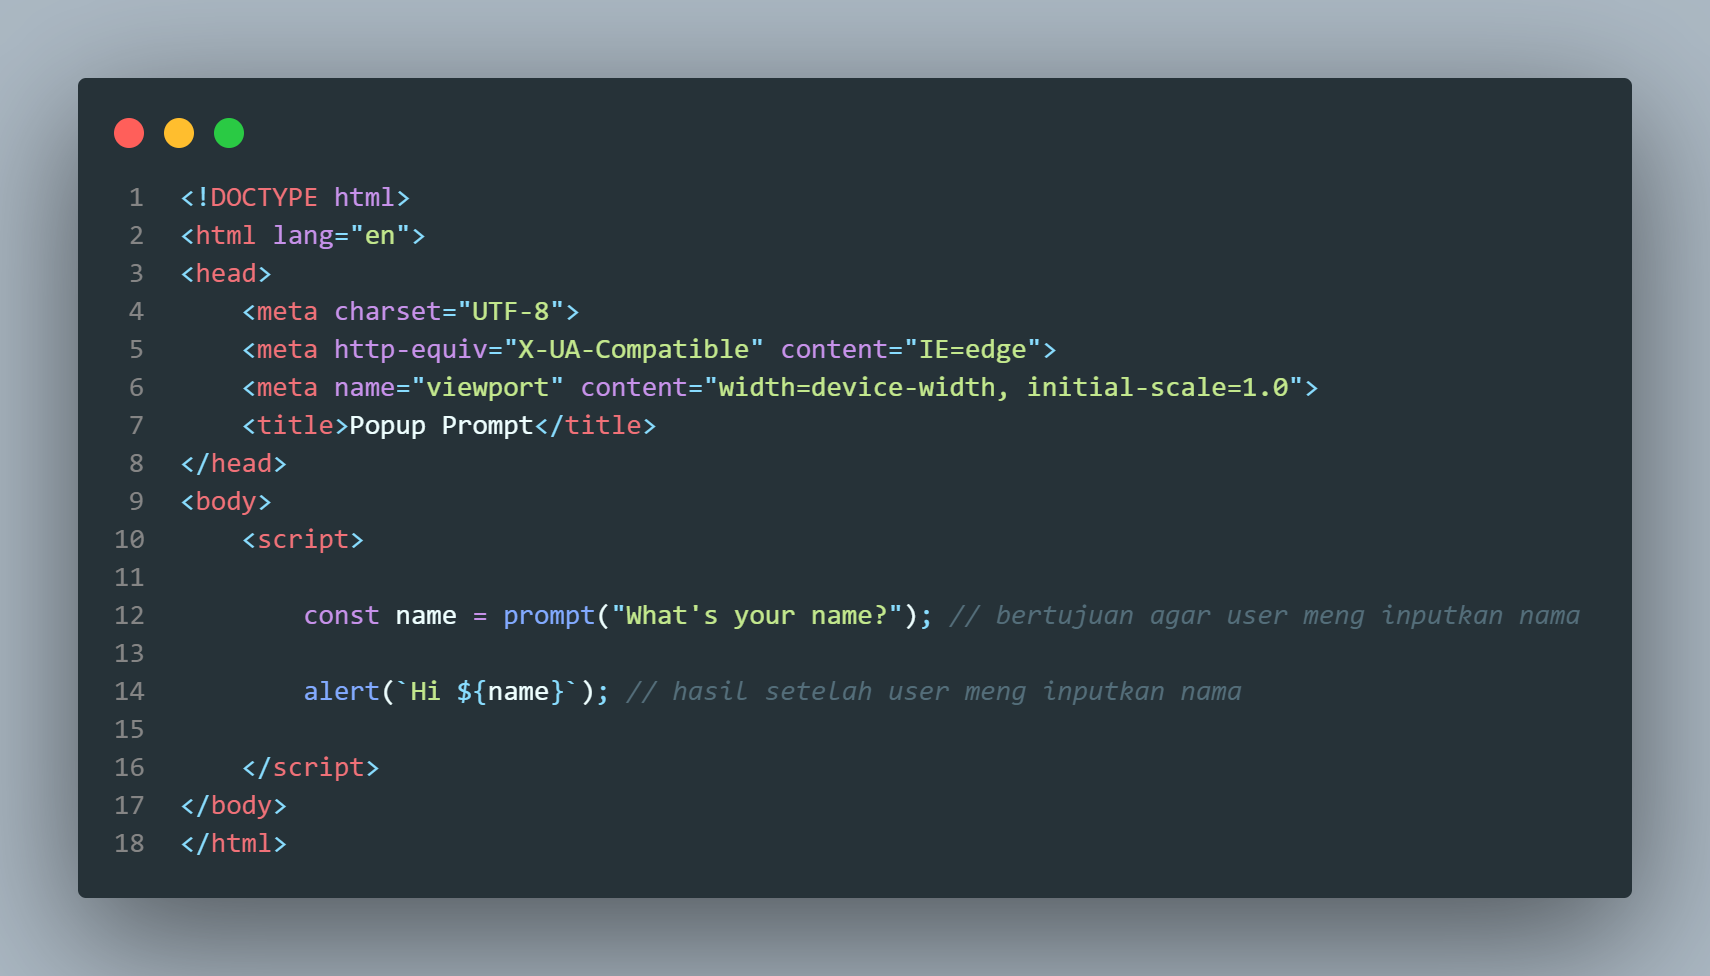 1 <!DOCTYPE html>
2 <html lang="en">
3 <head>
4     <meta charset="UTF-8">
5     <meta http-equiv="X-UA-Compatible" content="IE=edge">
6     <meta name="viewport" content="width=device-width, initial-scale=1.0">
7     <title>Popup Prompt</title>
8 </head>
9 <body>
10     <script>
11
12         const name = prompt("What's your name?"); // bertujuan agar user meng inputkan nama
13
14         alert(`Hi ${name}`); // hasil setelah user meng inputkan nama
15
16     </script>
17 </body>
18 </html>